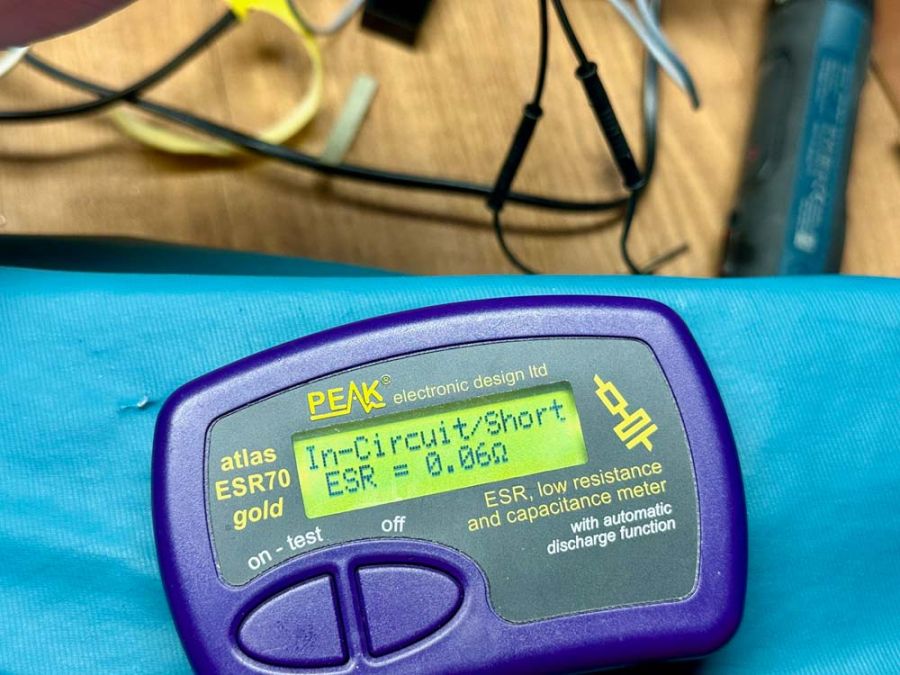 PEAK® electronic design ltd
In-Circuit/Short
ESR = 0.06Ω
atlas
ESR70
gold
ESR, low resistance
and capacitance meter
with automatic
discharge function
on - test
off